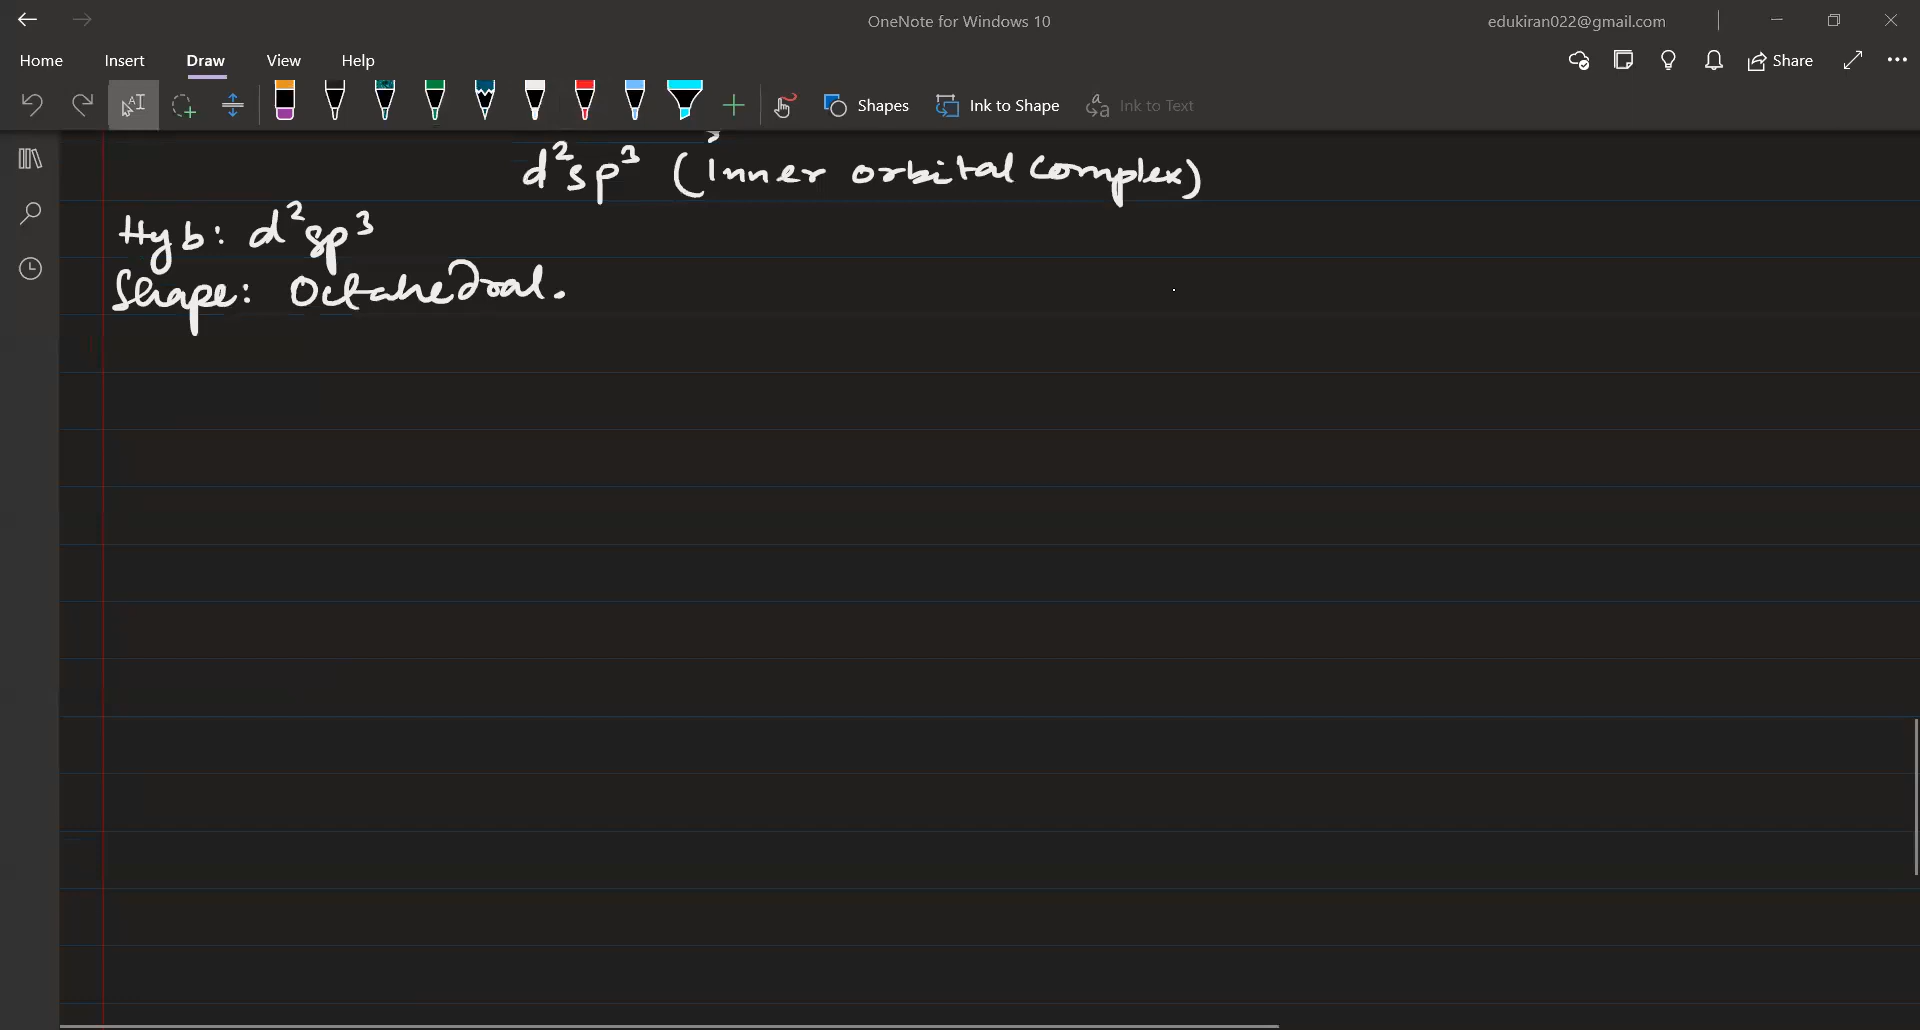 OneNote for Windows 10
edukiran022@gmail.com
Home Insert Draw View Help
Share
Shapes Ink to Shape Ink to Text
d²sp³ (inner orbital complex)
Hyb: d²sp³
Shape: Octahedral.